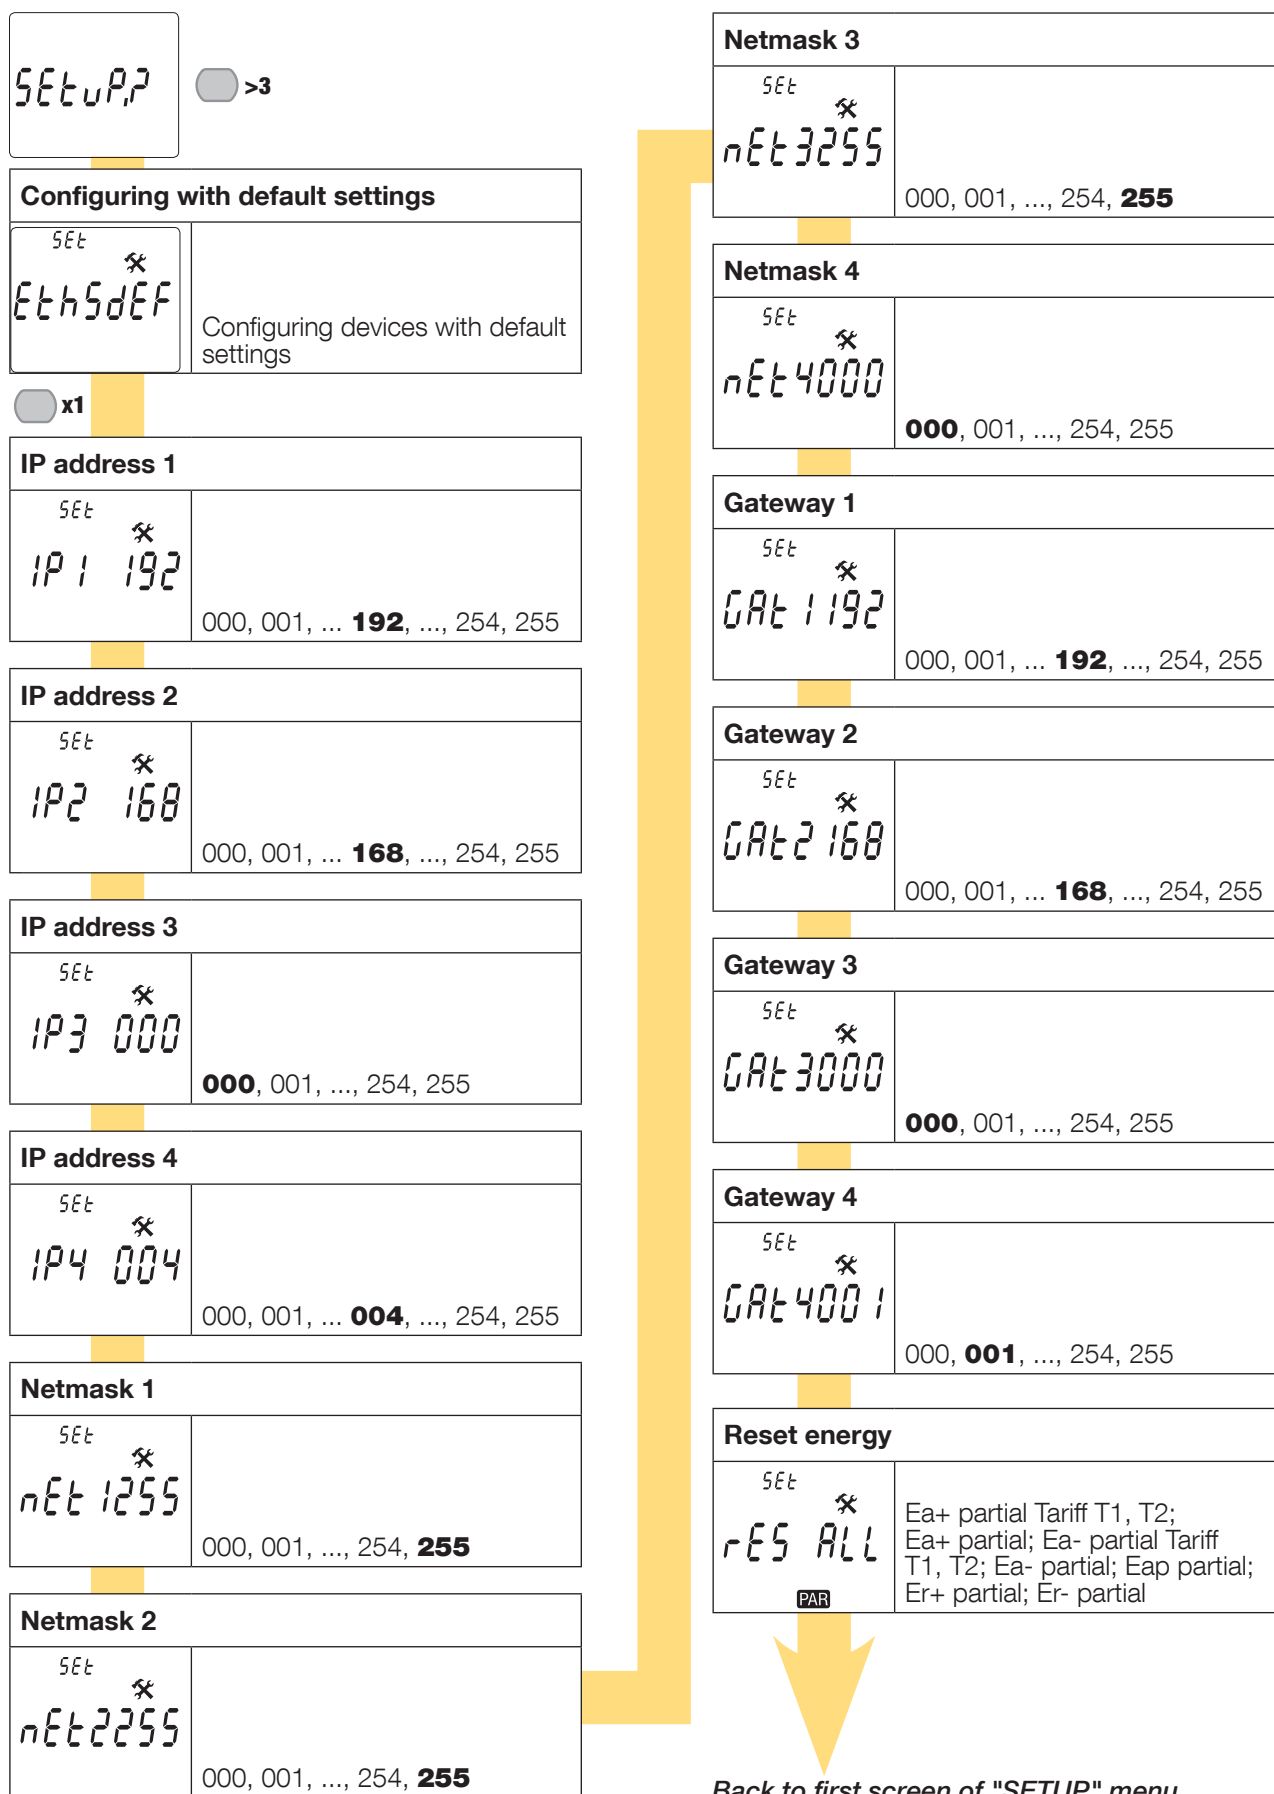 SEtuP,?
>3
Configuring with default settings
SEt
EthSdEF
Configuring devices with default
settings
x1
IP address 1
SEt
IP1 192
000, 001, ... 192, ..., 254, 255
IP address 2
SEt
IP2 168
000, 001, ... 168, ..., 254, 255
IP address 3
SEt
IP3 000
000, 001, ..., 254, 255
IP address 4
SEt
IP4 004
000, 001, ... 004, ..., 254, 255
Netmask 1
SEt
nEt1255
000, 001, ..., 254, 255
Netmask 2
SEt
nEt2255
000, 001, ..., 254, 255
Netmask 3
SEt
nEt3255
000, 001, ..., 254, 255
Netmask 4
SEt
nEt4000
000, 001, ..., 254, 255
Gateway 1
SEt
GAt1192
000, 001, ... 192, ..., 254, 255
Gateway 2
SEt
GAt2168
000, 001, ... 168, ..., 254, 255
Gateway 3
SEt
GAt3000
000, 001, ..., 254, 255
Gateway 4
SEt
GAt4001
000, 001, ..., 254, 255
Reset energy
SEt
rES ALL
PAR
Ea+ partial Tariff T1, T2;
Ea+ partial; Ea- partial Tariff
T1, T2; Ea- partial; Eap partial;
Er+ partial; Er- partial
Back to first screen of "SETUP" menu